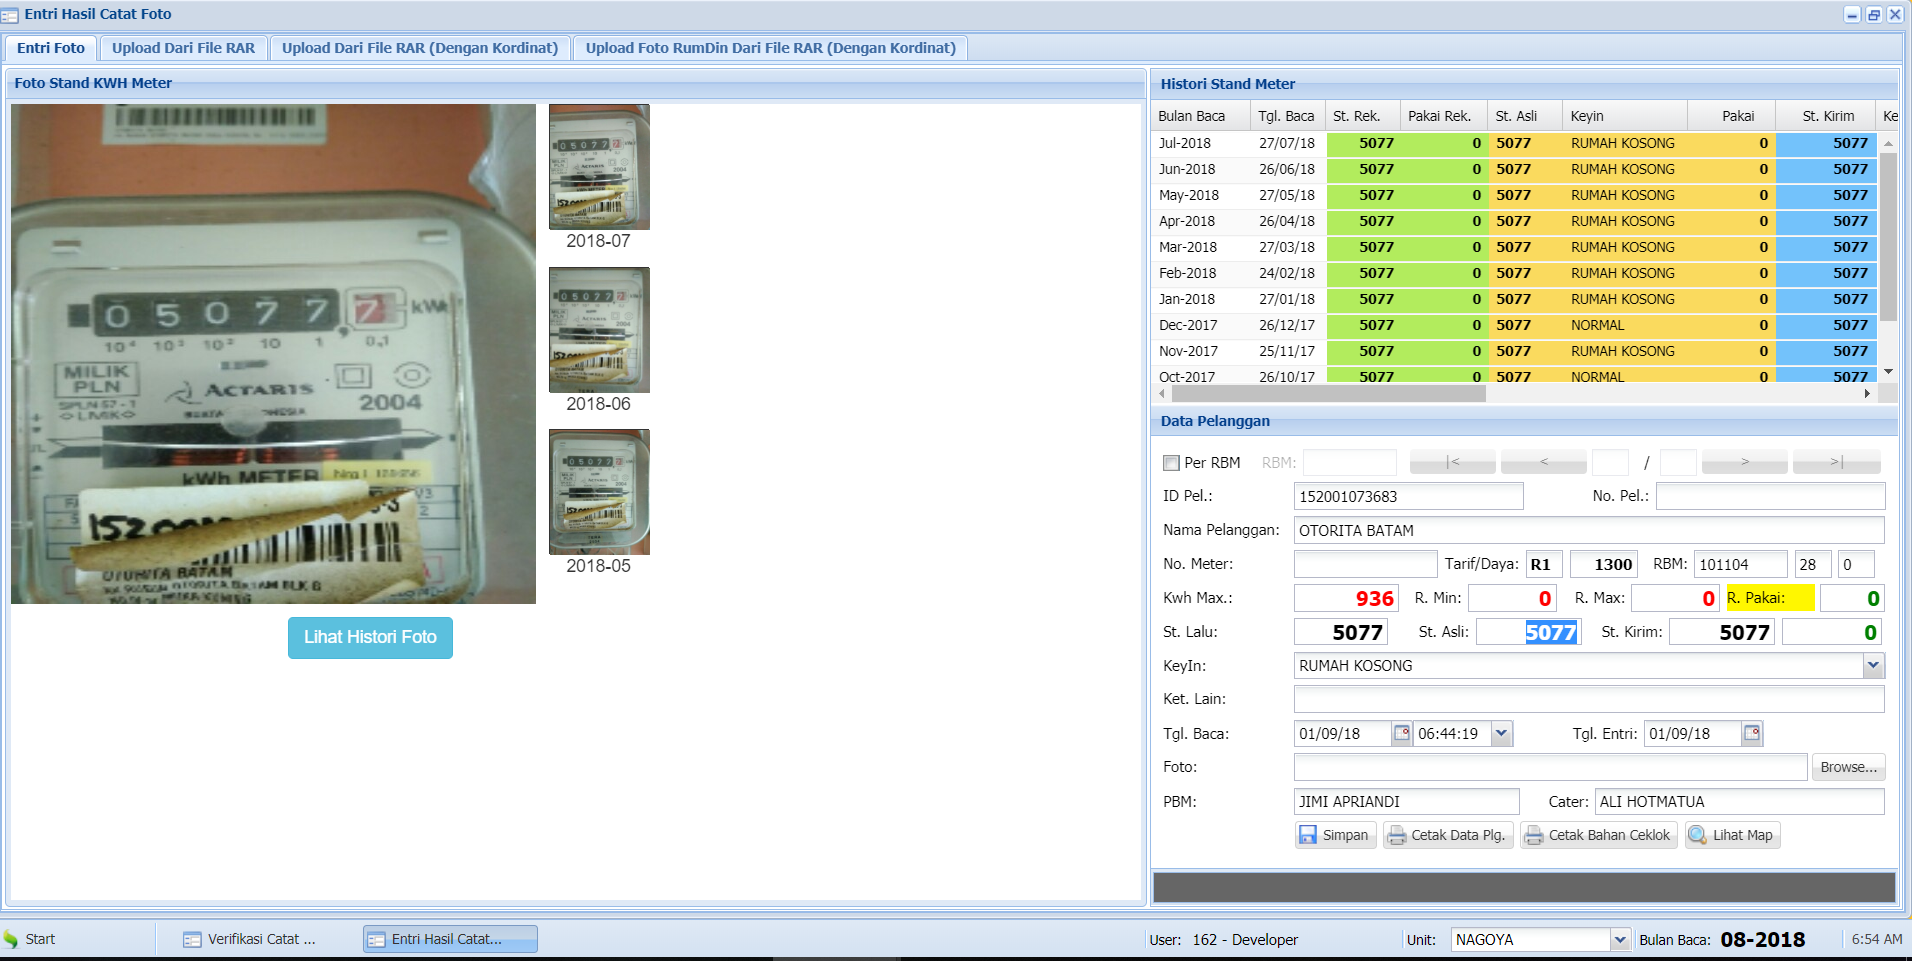 Entri Hasil Catat Foto
Entri Foto
Upload Dari File RAR
Upload Dari File RAR (Dengan Kordinat)
Upload Foto RumDin Dari File RAR (Dengan Kordinat)
Foto Stand KWH Meter
0 5 0 7 7 7 kWh
10⁴ 10³ 10² 10 1 0,1
MILIK
PLN
ACTARIS
SPLN 57 - 1
2004
kWh METER
OTORITA BATAM
2018-07
2018-06
2018-05
Lihat Histori Foto
Histori Stand Meter
Bulan Baca Tgl. Baca St. Rek. Pakai Rek. St. Asli Keyin Pakai St. Kirim Ke
Jul-2018 27/07/18 5077 0 5077 RUMAH KOSONG 0 5077
Jun-2018 26/06/18 5077 0 5077 RUMAH KOSONG 0 5077
May-2018 27/05/18 5077 0 5077 RUMAH KOSONG 0 5077
Apr-2018 26/04/18 5077 0 5077 RUMAH KOSONG 0 5077
Mar-2018 27/03/18 5077 0 5077 RUMAH KOSONG 0 5077
Feb-2018 24/02/18 5077 0 5077 RUMAH KOSONG 0 5077
Jan-2018 27/01/18 5077 0 5077 RUMAH KOSONG 0 5077
Dec-2017 26/12/17 5077 0 5077 NORMAL 0 5077
Nov-2017 25/11/17 5077 0 5077 RUMAH KOSONG 0 5077
Oct-2017 26/10/17 5077 0 5077 NORMAL 0 5077
Data Pelanggan
Per RBM RBM: |< < / > >|
ID Pel.: 152001073683 No. Pel.:
Nama Pelanggan: OTORITA BATAM
No. Meter: Tarif/Daya: R1 1300 RBM: 101104 28 0
Kwh Max.: 936 R. Min: 0 R. Max: 0 R. Pakai: 0
St. Lalu: 5077 St. Asli: 5077 St. Kirim: 5077 0
KeyIn: RUMAH KOSONG
Ket. Lain:
Tgl. Baca: 01/09/18 06:44:19 Tgl. Entri: 01/09/18
Foto: Browse...
PBM: JIMI APRIANDI Cater: ALI HOTMATUA
Simpan Cetak Data Plg. Cetak Bahan Ceklok Lihat Map
Start Verifikasi Catat ... Entri Hasil Catat... User: 162 - Developer Unit: NAGOYA Bulan Baca: 08-2018 6:54 AM